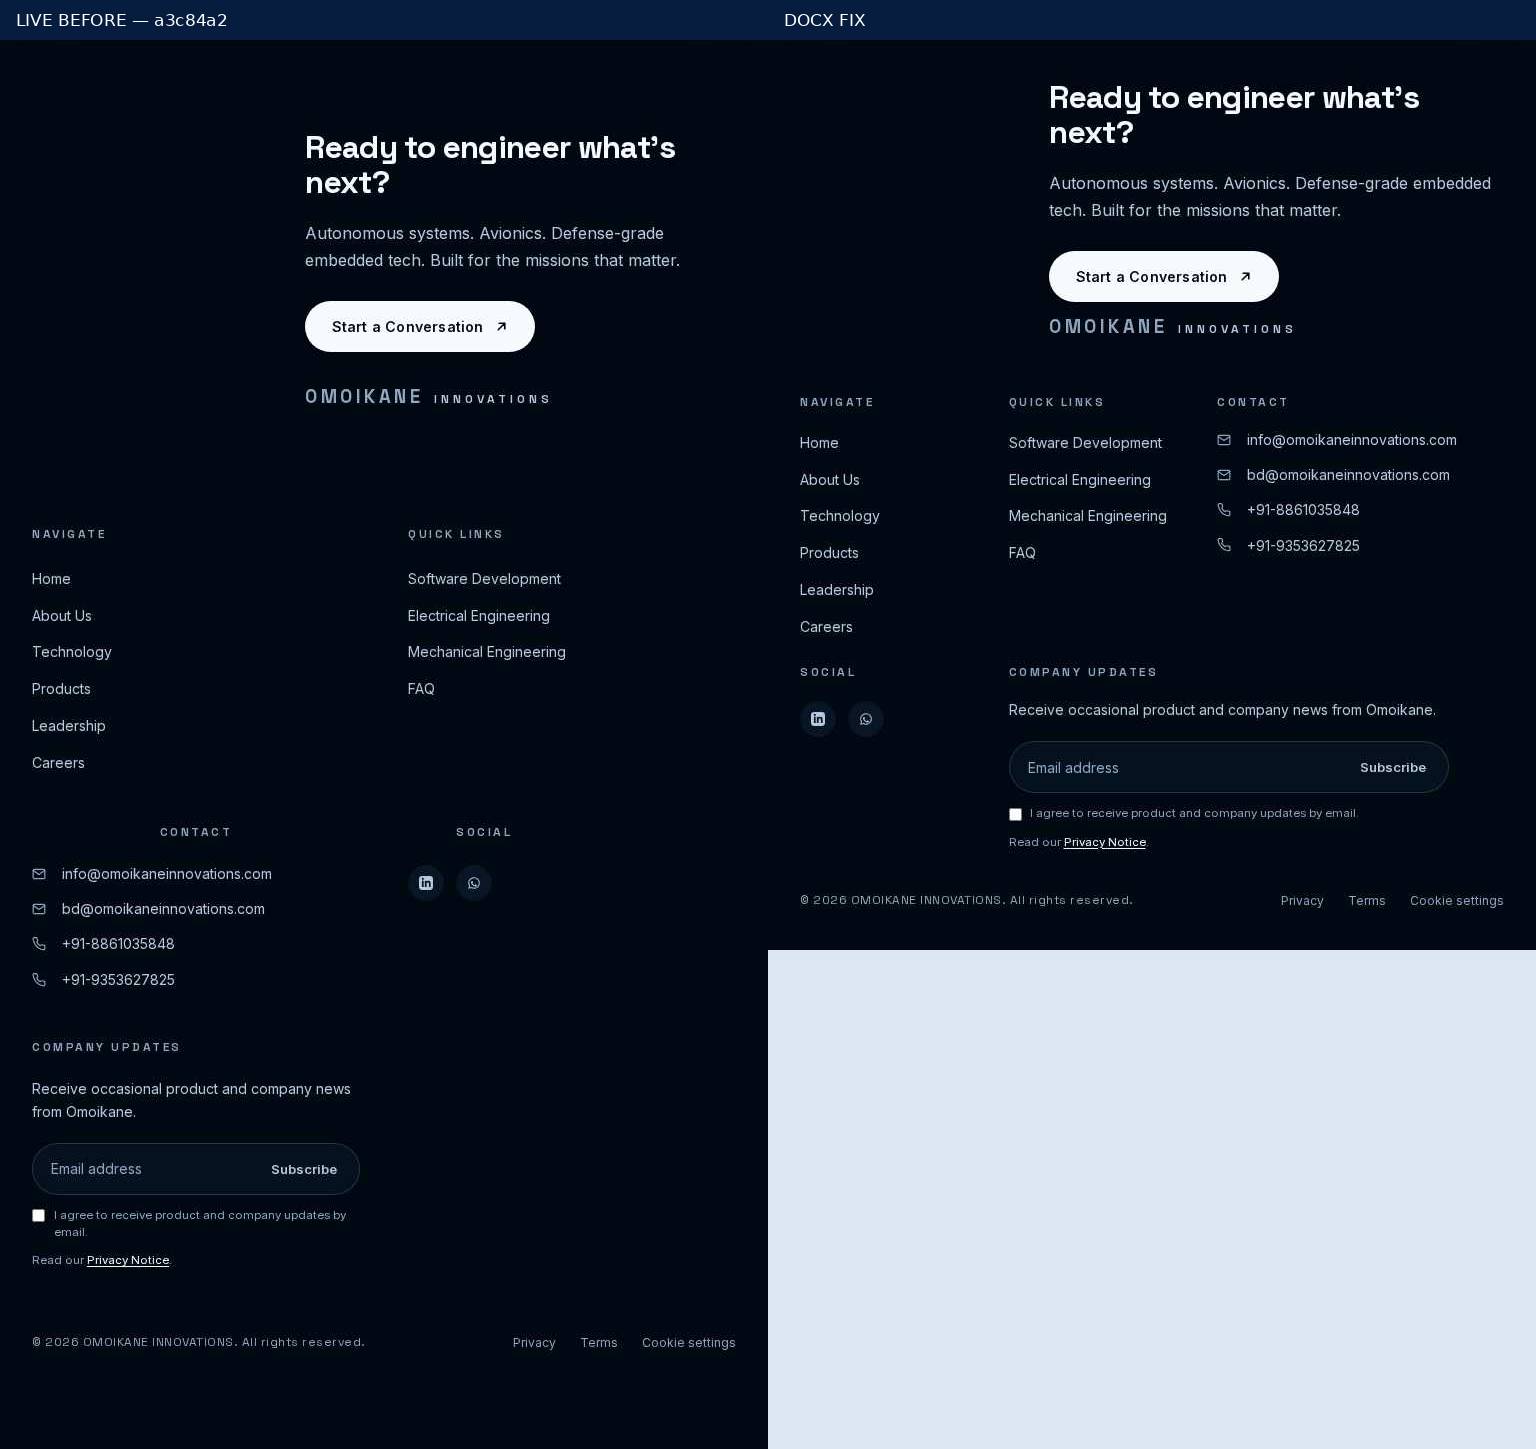 LIVE BEFORE — a3c84a2
Ready to engineer what's
next?
Autonomous systems. Avionics. Defense-grade
embedded tech. Built for the missions that matter.
Start a Conversation
OMOIKANE INNOVATIONS
NAVIGATE
Home
About Us
Technology
Products
Leadership
Careers
QUICK LINKS
Software Development
Electrical Engineering
Mechanical Engineering
FAQ
CONTACT
info@omoikaneinnovations.com
bd@omoikaneinnovations.com
+91-8861035848
+91-9353627825
SOCIAL
COMPANY UPDATES
Receive occasional product and company news
from Omoikane.
Email address
Subscribe
I agree to receive product and company updates by
email.
Read our Privacy Notice.
© 2026 OMOIKANE INNOVATIONS. All rights reserved.
Privacy
Terms
Cookie settings
DOCX FIX
Ready to engineer what's
next?
Autonomous systems. Avionics. Defense-grade embedded
tech. Built for the missions that matter.
Start a Conversation
OMOIKANE INNOVATIONS
NAVIGATE
Home
About Us
Technology
Products
Leadership
Careers
QUICK LINKS
Software Development
Electrical Engineering
Mechanical Engineering
FAQ
CONTACT
info@omoikaneinnovations.com
bd@omoikaneinnovations.com
+91-8861035848
+91-9353627825
SOCIAL
COMPANY UPDATES
Receive occasional product and company news from Omoikane.
Email address
Subscribe
I agree to receive product and company updates by email.
Read our Privacy Notice.
© 2026 OMOIKANE INNOVATIONS. All rights reserved.
Privacy
Terms
Cookie settings